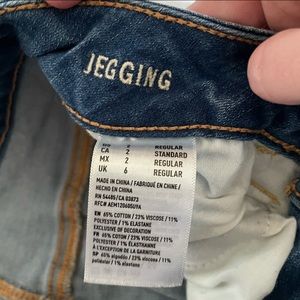 JEGGING
US 2 REGULAR
CA 2 STANDARD
MX 2 REGULAR
UK 6 REGULAR
MADE IN CHINA / FABRIQUÉ EN CHINE /
HECHO EN CHINA
RN 54485/CA 03873
RFC# AEM120605U9A
EN 65% COTTON / 23% VISCOSE / 11%
POLYESTER / 1% ELASTANE
EXCLUSIVE OF DECORATION
FR 65% COTON / 23% VISCOSE / 11%
POLYESTER / 1% ÉLASTHANNE
À L'EXCEPTION DE LA GARNITURE
SP 65% algodón / 23% viscosa / 11%
poliéster / 1% elastano